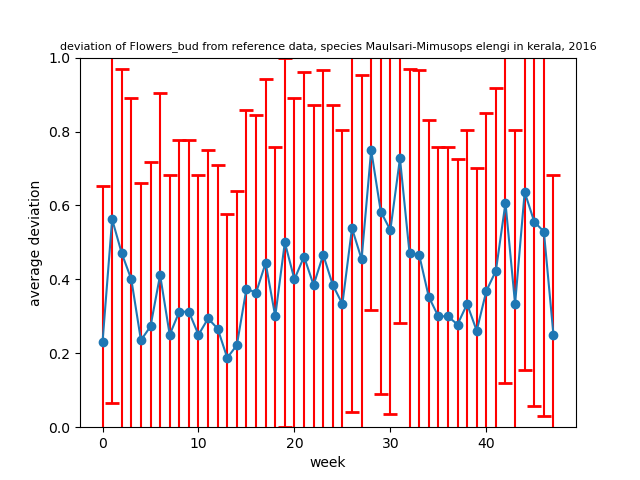 deviation of Flowers_bud from reference data, species Maulsari-Mimusops elengi in kerala, 2016
1.0
0.8
0.6
0.4
0.2
0.0
average deviation
0 10 20 30 40
week